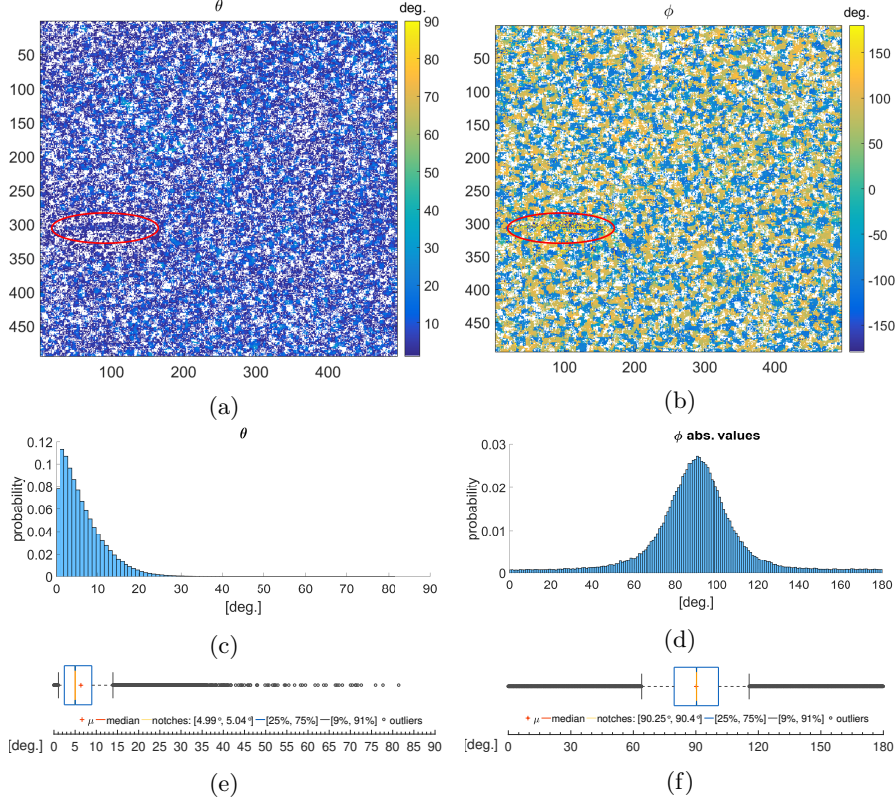 θ
deg.
90
80
70
60
50
40
30
20
10
50
100
150
200
250
300
350
400
450
100 200 300 400
(a)
ϕ
deg.
150
100
50
0
-50
-100
-150
50
100
150
200
250
300
350
400
450
100 200 300 400
(b)
θ
0.12
0.1
0.08
0.06
0.04
0.02
0
probability
0 10 20 30 40 50 60 70 80 90
[deg.]
(c)
ϕ abs. values
0.03
0.02
0.01
0
probability
0 20 40 60 80 100 120 140 160 180
[deg.]
(d)
μ median notches: [4.99°, 5.04°] [25%, 75%] [9%, 91%] outliers
[deg.] 0 5 10 15 20 25 30 35 40 45 50 55 60 65 70 75 80 85 90
(e)
μ median notches: [90.25°, 90.4°] [25%, 75%] [9%, 91%] outliers
[deg.] 0 30 60 90 120 150 180
(f)